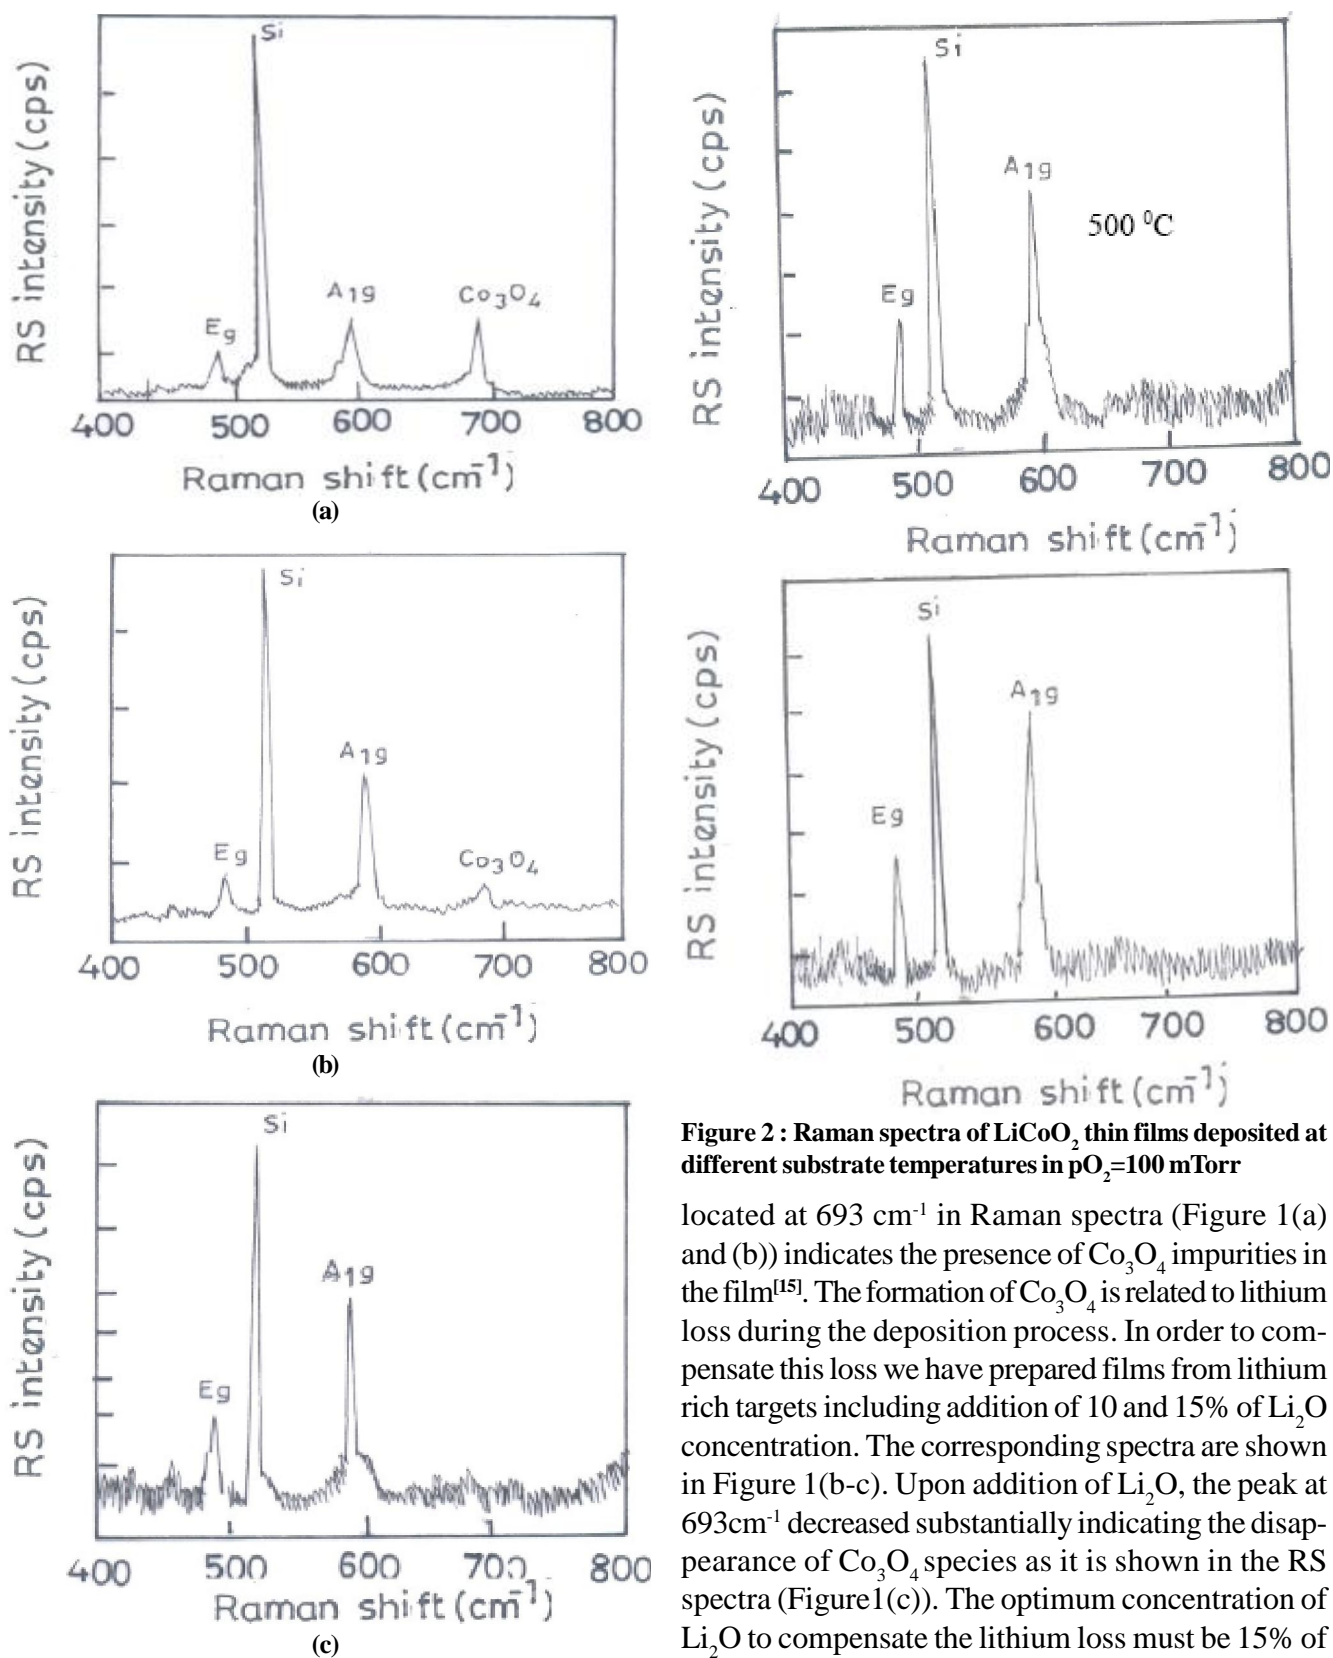 Si
RS intensity (cps)
Eg
A1g
Co3O4
400 500 600 700 800
Raman shift (cm-1)
(a)
Si
RS intensity (cps)
Eg
A1g
Co3O4
400 500 600 700 800
Raman shift (cm-1)
(b)
Si
RS intensity (cps)
Eg
A1g
400 500 600 700 800
Raman shift (cm-1)
(c)
Si
RS intensity (cps)
A1g
500 ⁰C
Eg
400 500 600 700 800
Raman shift (cm-1)
Si
RS intensity (cps)
A1g
Eg
400 500 600 700 800
Raman shift (cm-1)
Figure 2 : Raman spectra of LiCoO₂ thin films deposited at
different substrate temperatures in pO₂=100 mTorr
located at 693 cm⁻¹ in Raman spectra (Figure 1(a)
and (b)) indicates the presence of Co₃O₄ impurities in
the film[15]. The formation of Co₃O₄ is related to lithium
loss during the deposition process. In order to com-
pensate this loss we have prepared films from lithium
rich targets including addition of 10 and 15% of Li₂O
concentration. The corresponding spectra are shown
in Figure 1(b-c). Upon addition of Li₂O, the peak at
693cm⁻¹ decreased substantially indicating the disap-
pearance of Co₃O₄ species as it is shown in the RS
spectra (Figure1(c)). The optimum concentration of
Li₂O to compensate the lithium loss must be 15% of